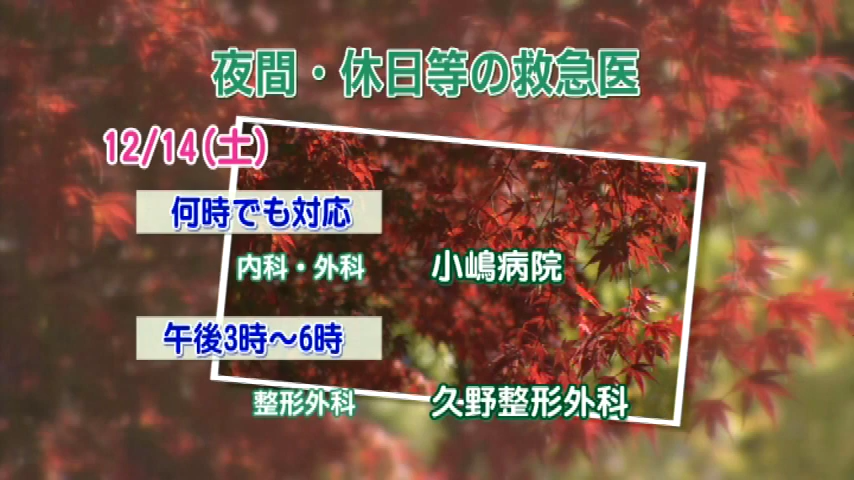 夜間・休日等の救急医
12/14(土)
何時でも対応
内科・外科 小嶋病院
午後3時～6時
整形外科 久野整形外科